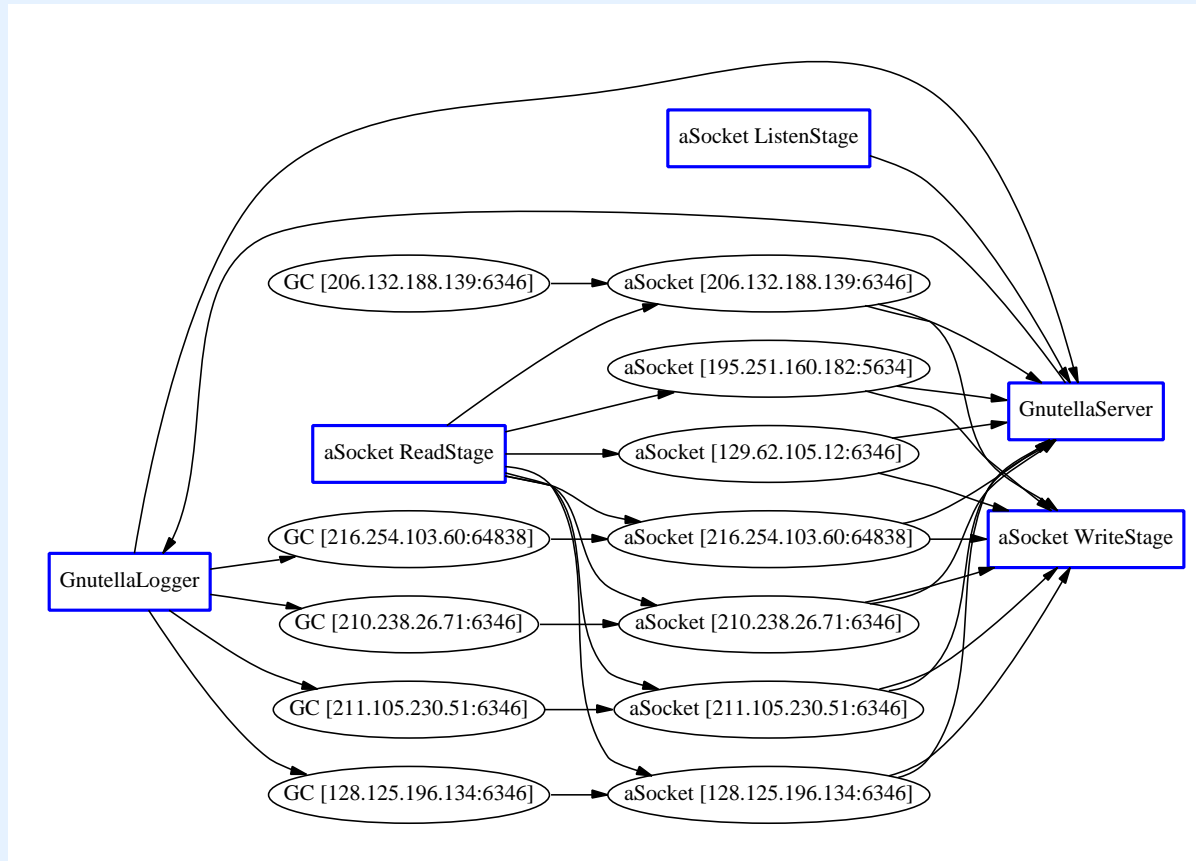 aSocket ListenStage
GC [206.132.188.139:6346]
aSocket [206.132.188.139:6346]
aSocket [195.251.160.182:5634]
GnutellaServer
aSocket ReadStage
aSocket [129.62.105.12:6346]
GC [216.254.103.60:64838]
aSocket [216.254.103.60:64838]
aSocket WriteStage
GnutellaLogger
GC [210.238.26.71:6346]
aSocket [210.238.26.71:6346]
GC [211.105.230.51:6346]
aSocket [211.105.230.51:6346]
GC [128.125.196.134:6346]
aSocket [128.125.196.134:6346]